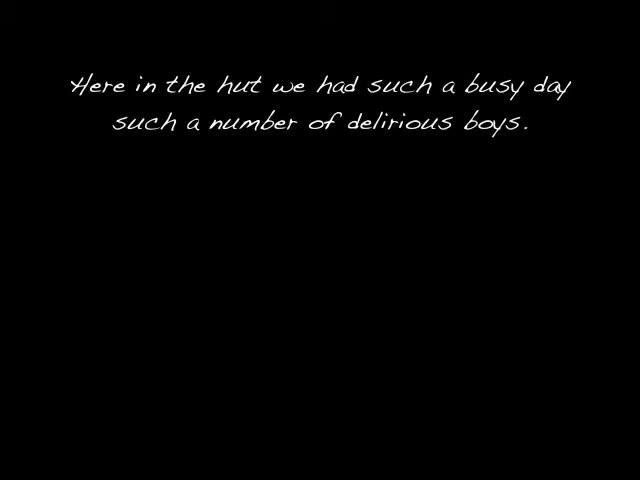 Here in the hut we had such a busy day
such a number of delirious boys.